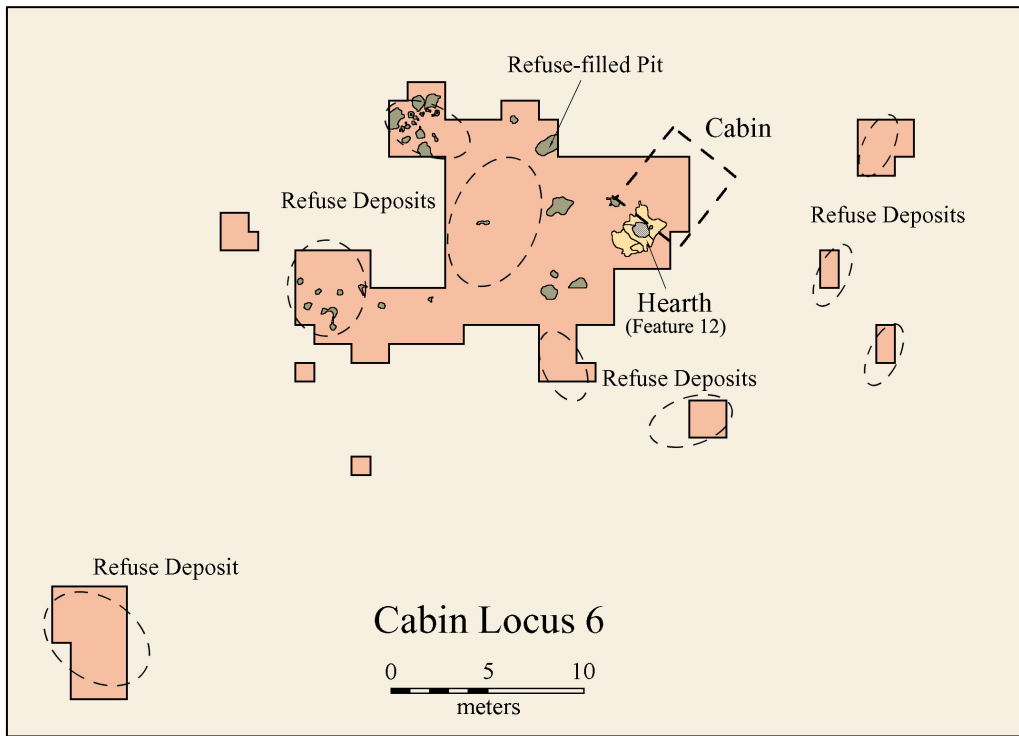 Refuse-filled Pit
Cabin
Refuse Deposits
Refuse Deposits
Hearth
(Feature 12)
Refuse Deposits
Refuse Deposit
Cabin Locus 6
0 5 10
meters